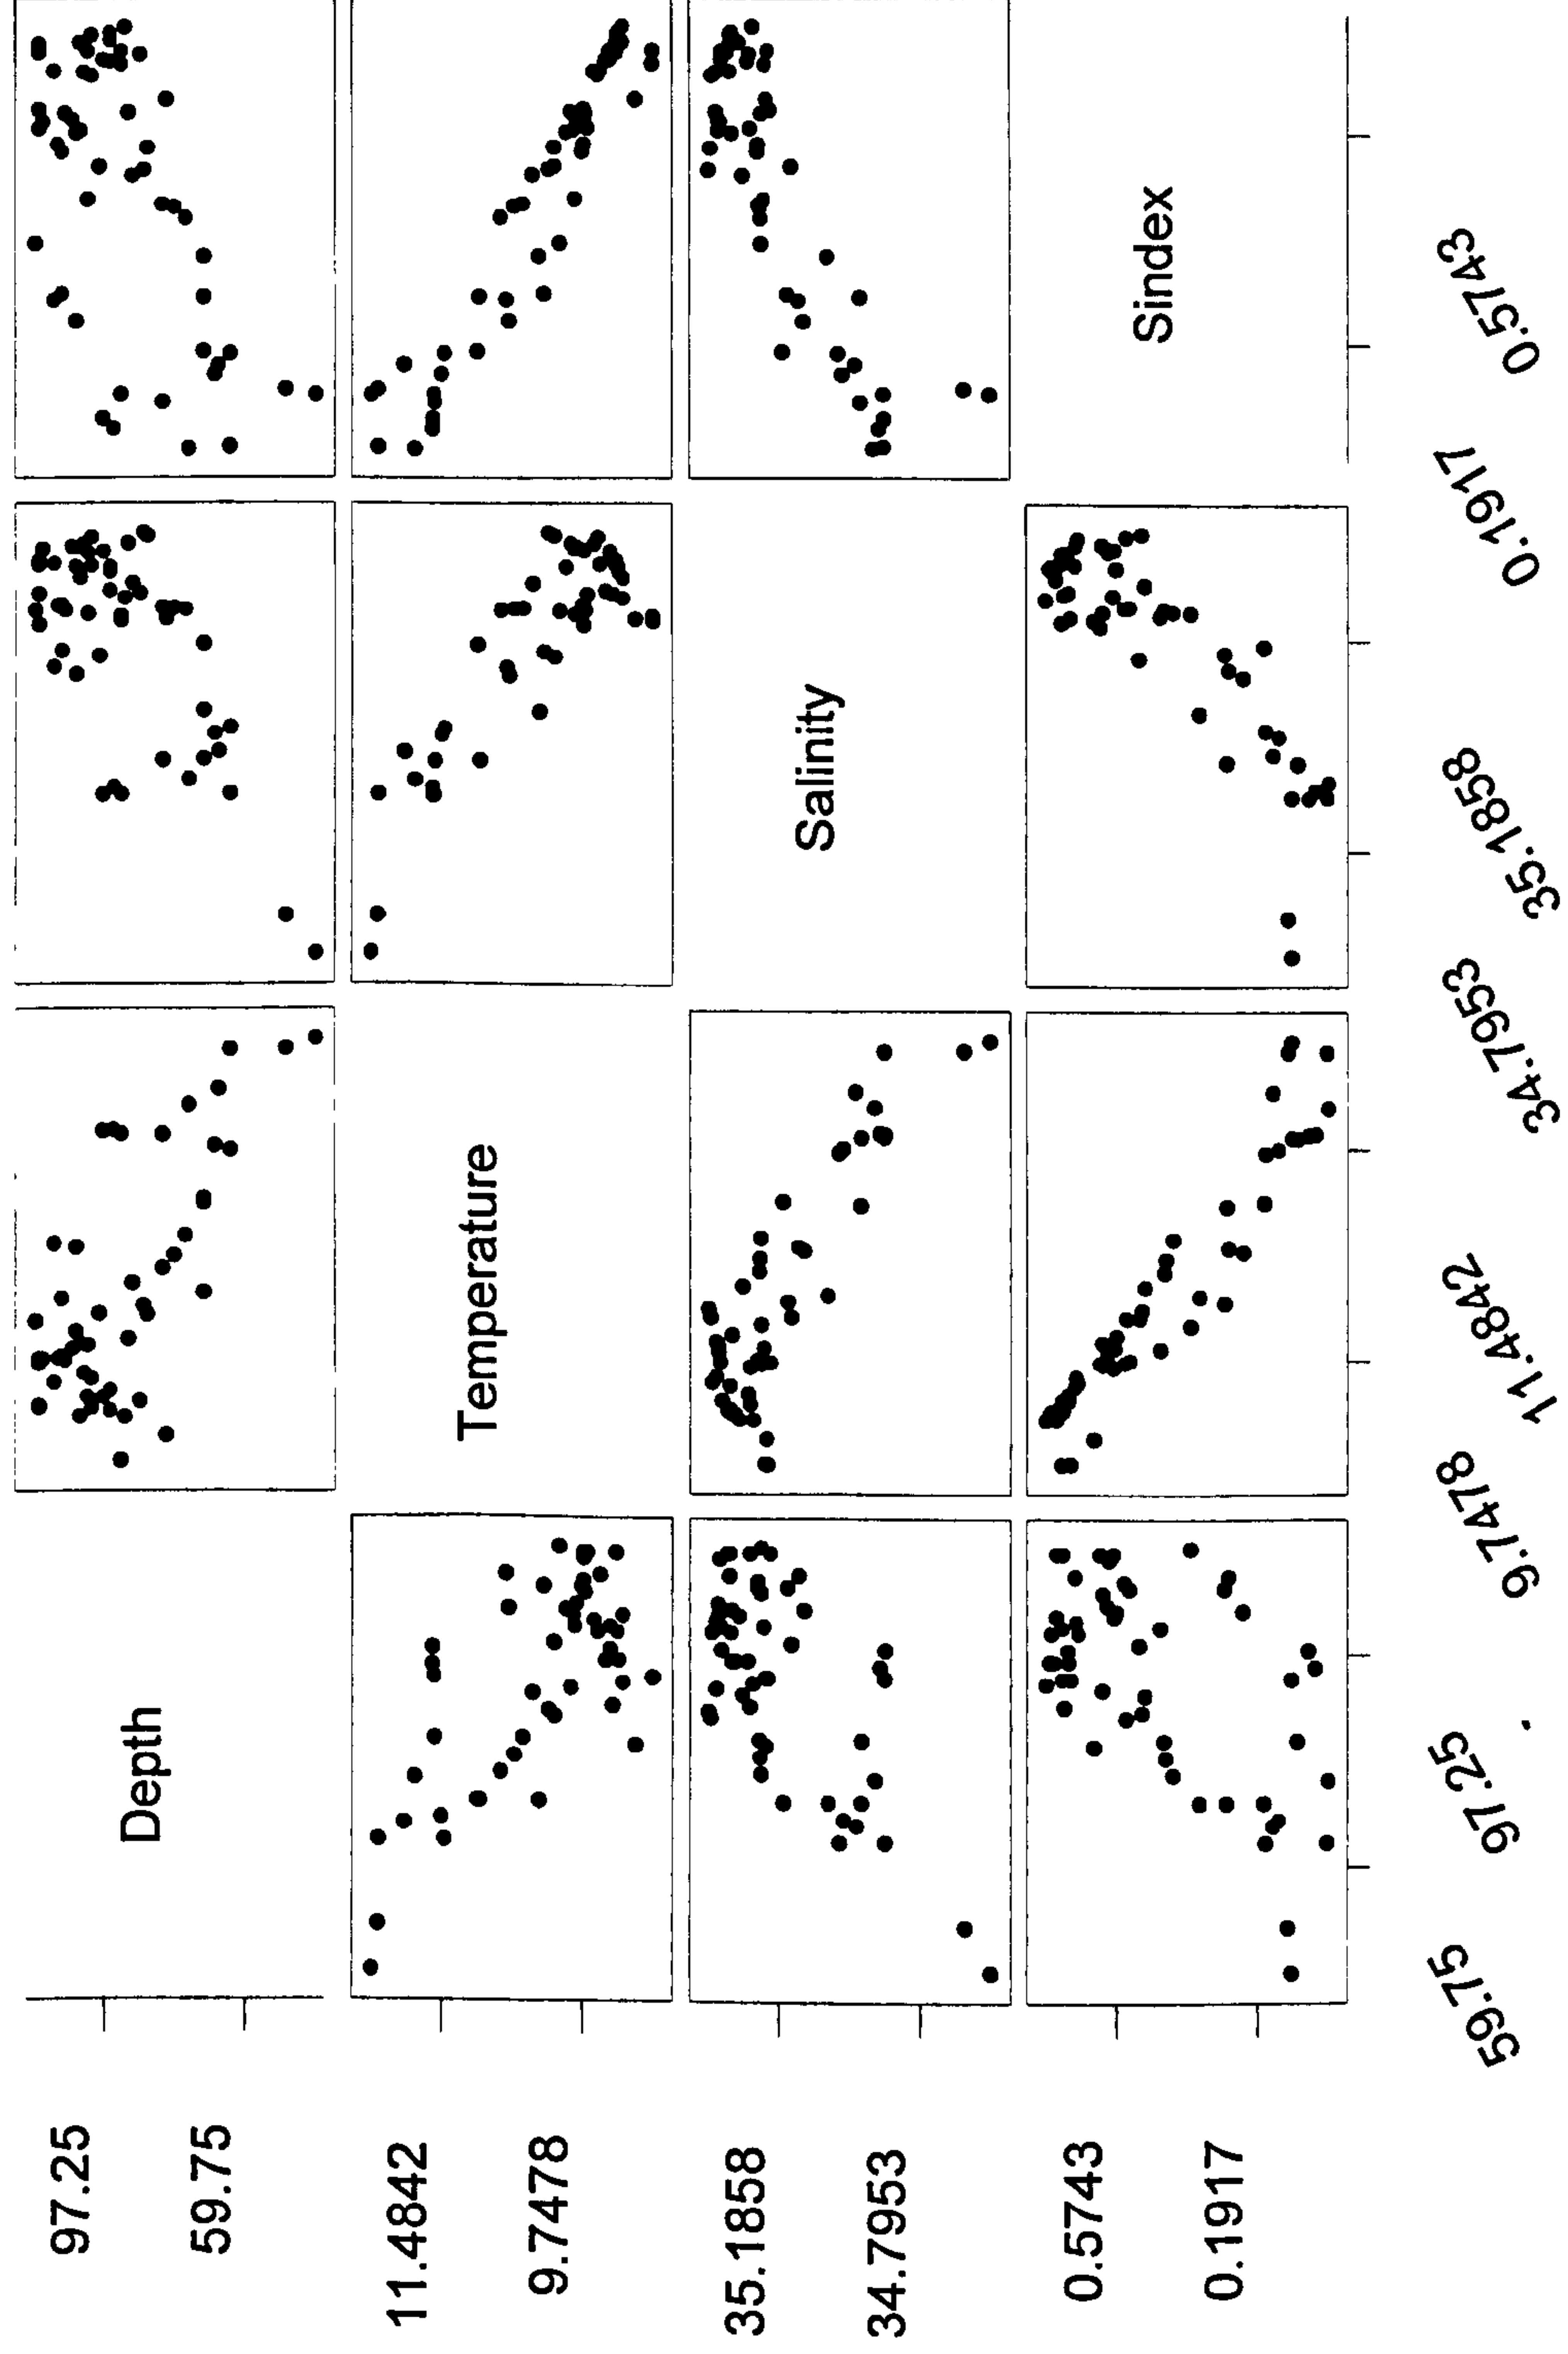 97.25
Depth
59.75
11.4842
Temperature
9.7478
35.1858
Salinity
34.7953
0.5743
Sindex
0.1917
59.75 97.25 9.7478 11.4842 34.7953 35.1858 0.1917 0.5743